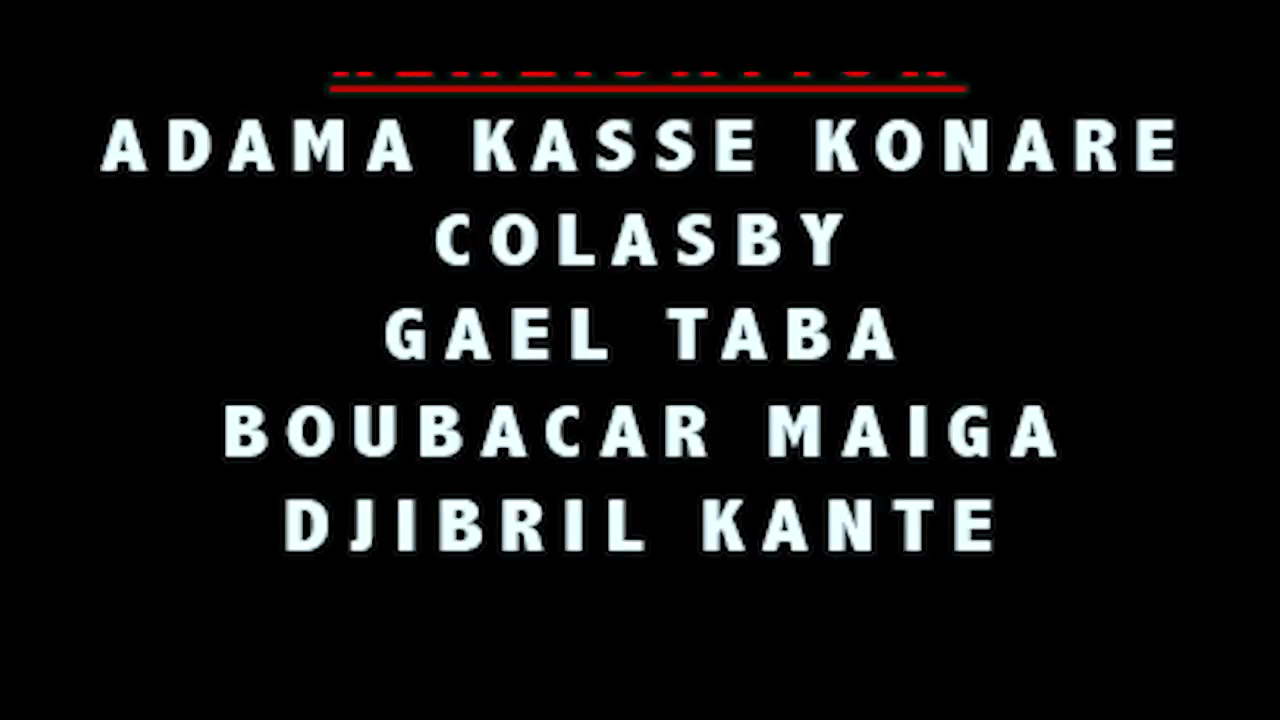 ADAMA KASSE KONARE
COLASBY
GAEL TABA
BOUBACAR MAIGA
DJIBRIL KANTE